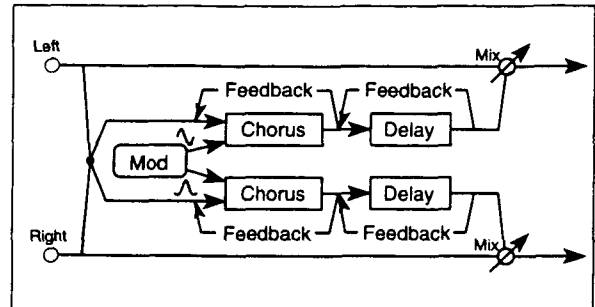 Left
Mix
Feedback
Feedback
Chorus
Delay
Mod
Chorus
Delay
Feedback
Feedback
Right
Mix